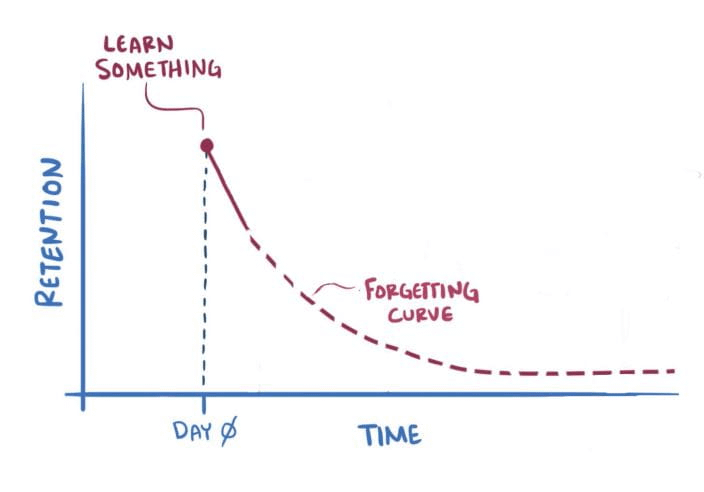 LEARN
SOMETHING
RETENTION
FORGETTING
CURVE
DAY Ø
TIME